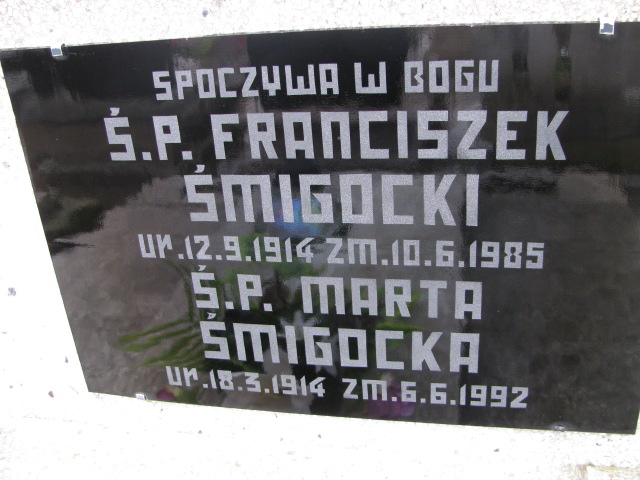 SPOCZYWA W BOGU
Ś.P. FRANCISZEK
ŚMIGOCKI
UR.12.9.1914 ZM.10.6.1985
Ś.P. MARTA
ŚMIGOCKA
UR.18.3.1914 ZM.6.6.1992